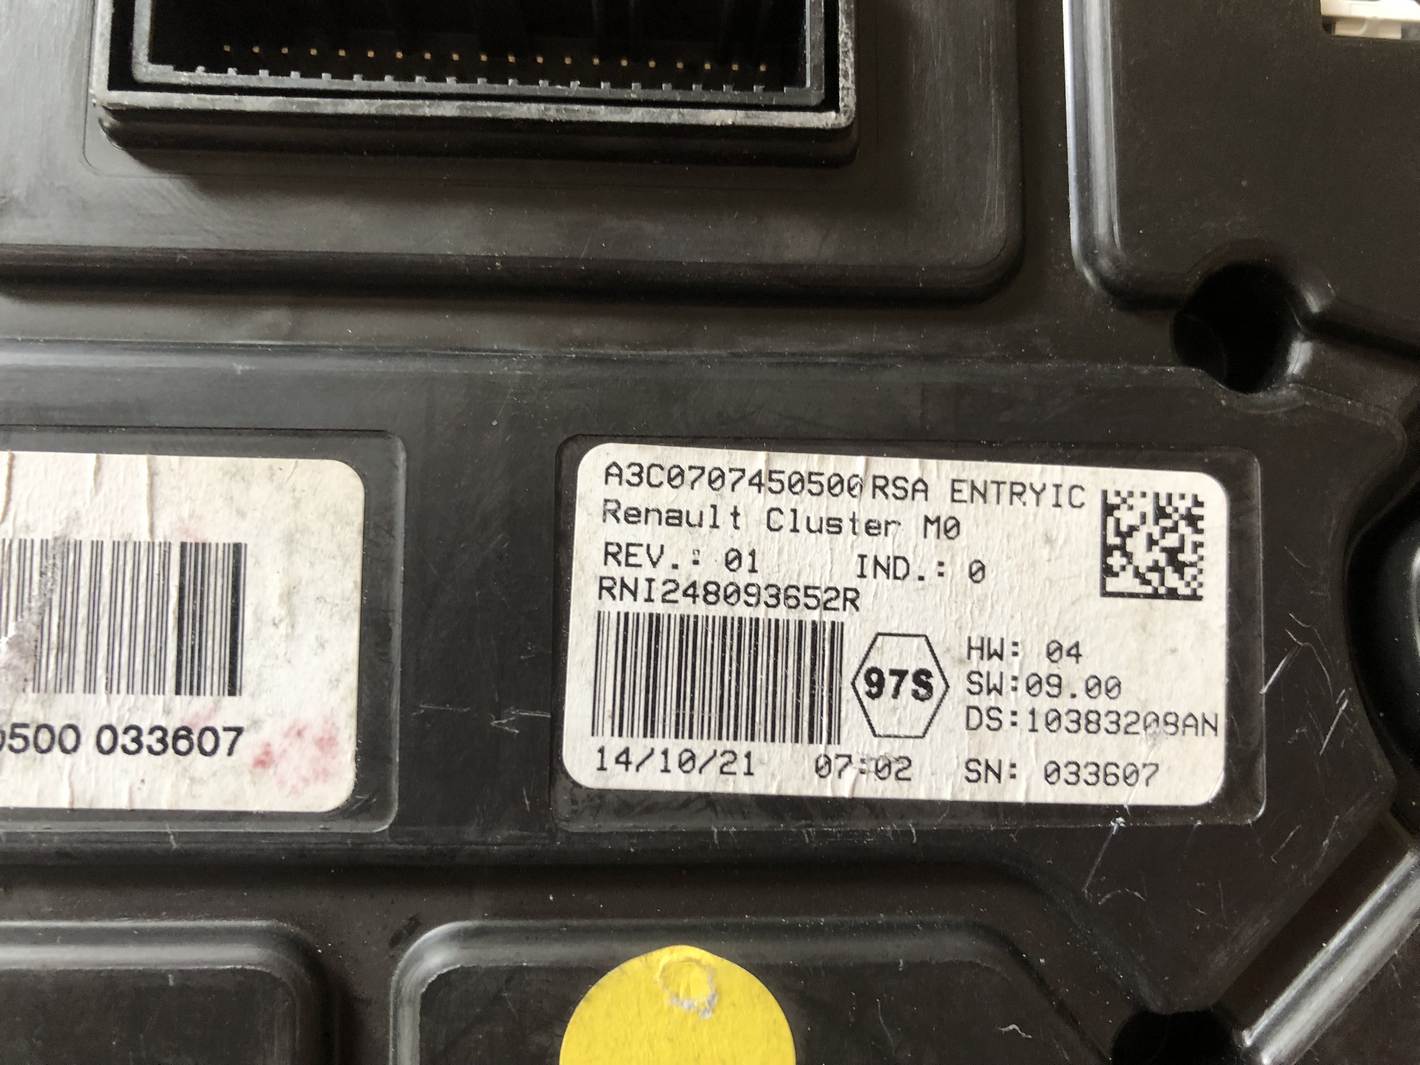 A3C0707450500 RSA ENTRYIC
Renault Cluster M0
REV.: 01 IND.: 0
RNI248093652R
97S
HW: 04
SW:09.00
DS:10383208AN
14/10/21 07:02 SN: 033607
0500 033607